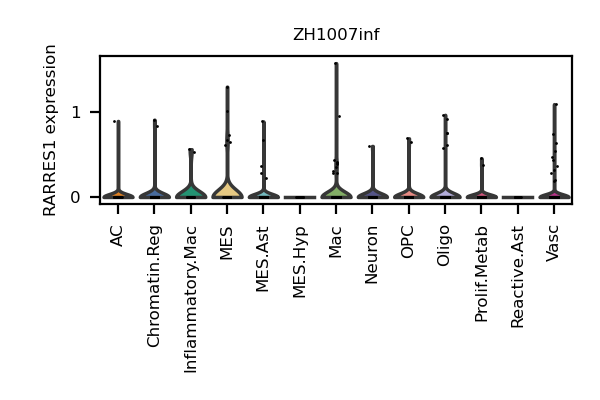 ZH1007inf
RARRES1 expression
1
0
AC
Chromatin.Reg
Inflammatory.Mac
MES
MES.Ast
MES.Hyp
Mac
Neuron
OPC
Oligo
Prolif.Metab
Reactive.Ast
Vasc